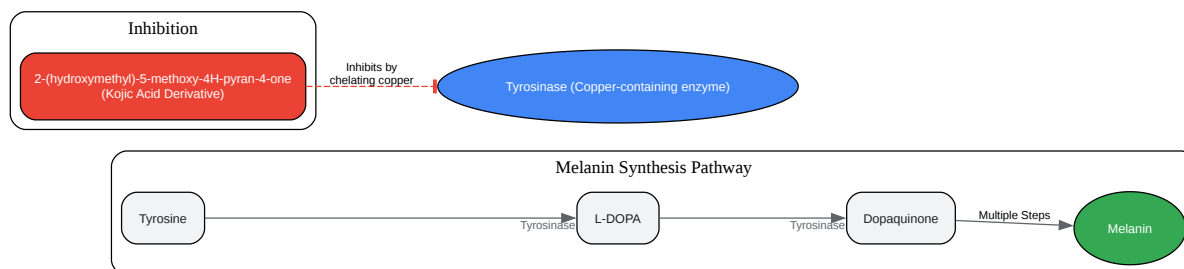 Inhibition
2-(hydroxymethyl)-5-methoxy-4H-pyran-4-one
(Kojic Acid Derivative)
Inhibits by
chelating copper
Tyrosinase (Copper-containing enzyme)
Melanin Synthesis Pathway
Tyrosine
Tyrosinase
L-DOPA
Tyrosinase
Dopaquinone
Multiple Steps
Melanin